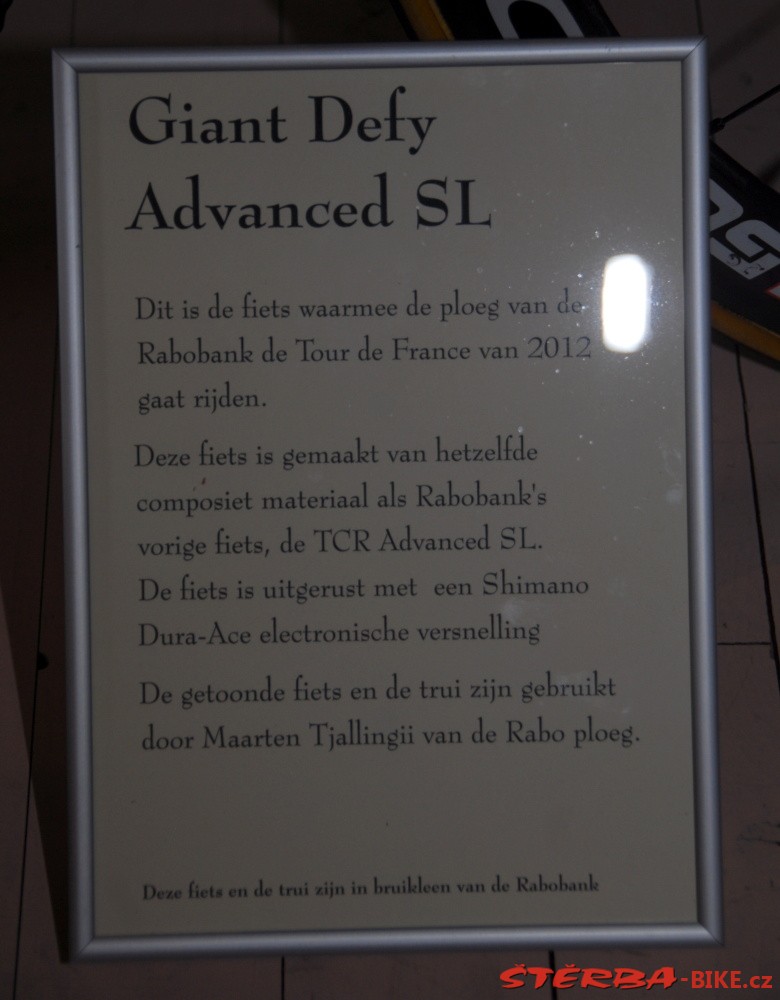 Giant Defy
Advanced SL
Dit is de fiets waarmee de ploeg van de
Rabobank de Tour de France van 2012
gaat rijden.
Deze fiets is gemaakt van hetzelfde
composiet materiaal als Rabobank's
vorige fiets, de TCR Advanced SL.
De fiets is uitgerust met een Shimano
Dura-Ace electronische versnelling
De getoonde fiets en de trui zijn gebruikt
door Maarten Tjallingii van de Rabo ploeg.
Deze fiets en de trui zijn in bruikleen van de Rabobank
ŠTĚRBA-BIKE.cz